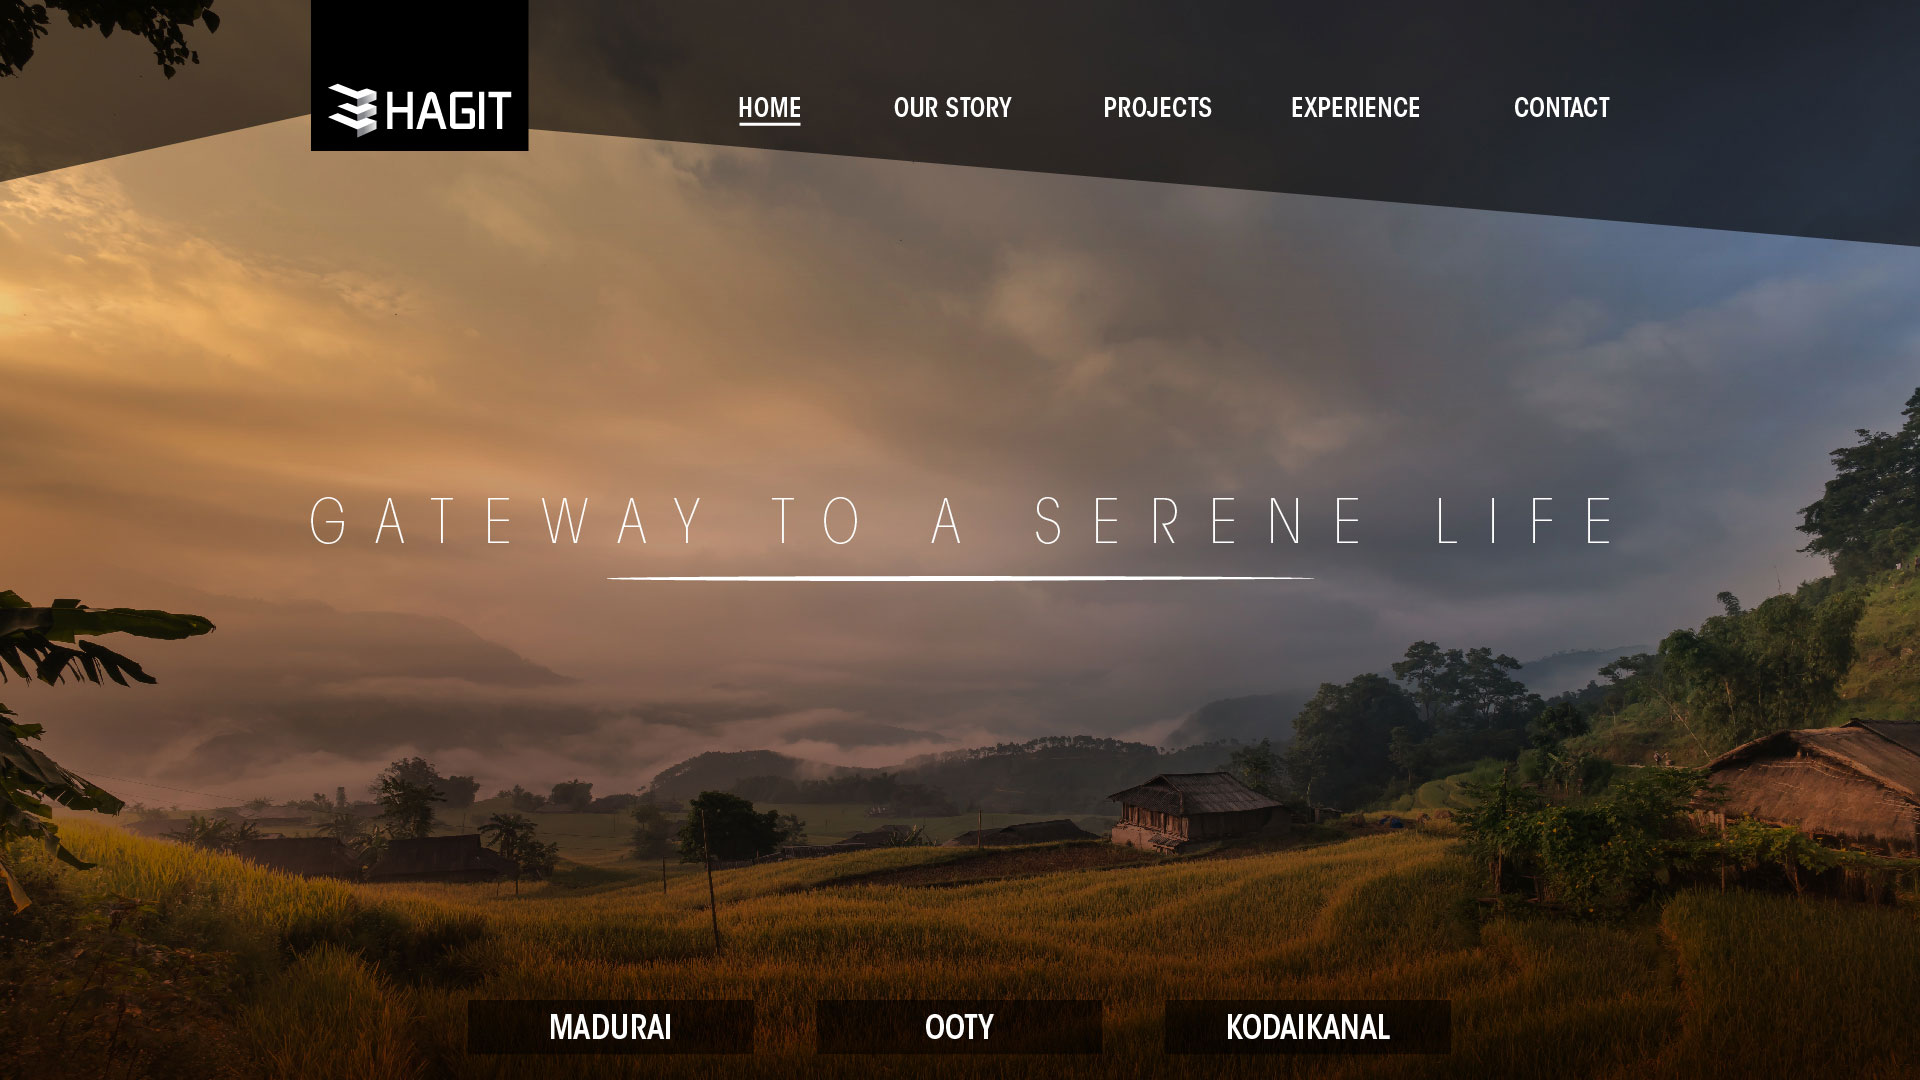 HAGIT
HOME OUR STORY PROJECTS EXPERIENCE CONTACT
GATEWAY TO A SERENE LIFE
MADURAI OOTY KODAIKANAL